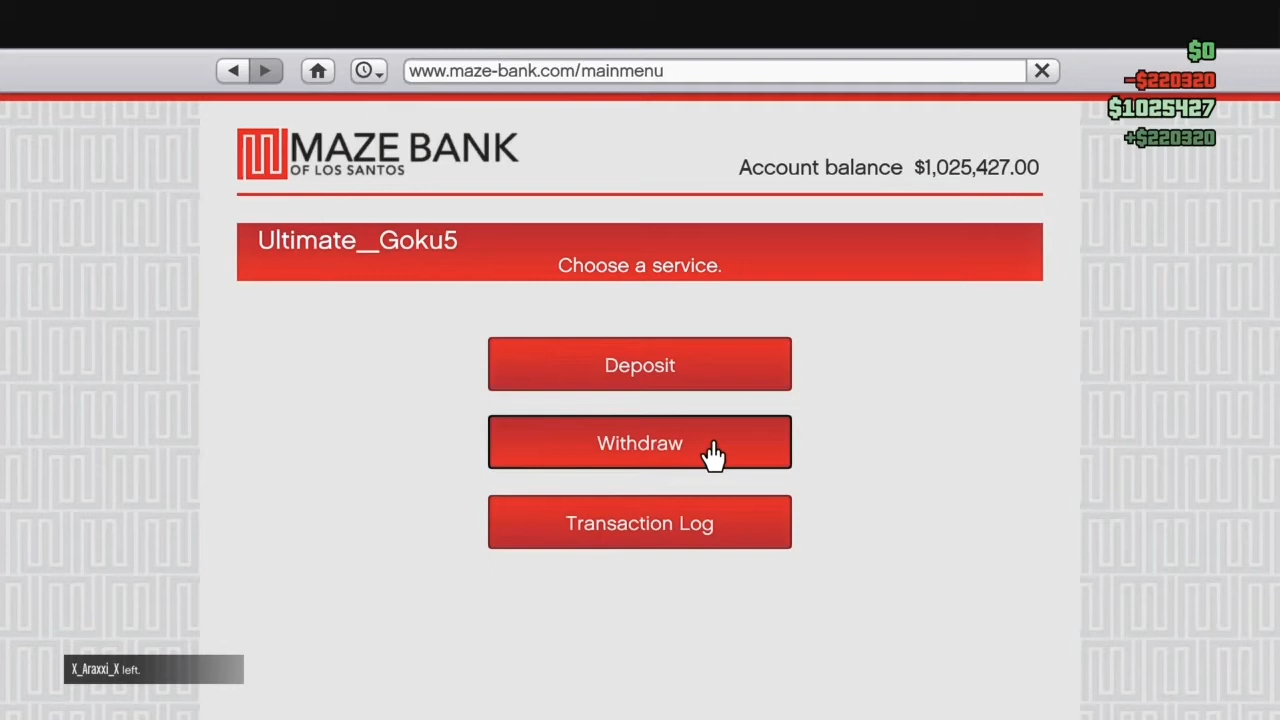 www.maze-bank.com/mainmenu
$0
-$220320
$1025427
+$220320
MAZE BANK
OF LOS SANTOS
Account balance $1,025,427.00
Ultimate__Goku5
Choose a service.
Deposit
Withdraw
Transaction Log
X_Araxxi_X left.